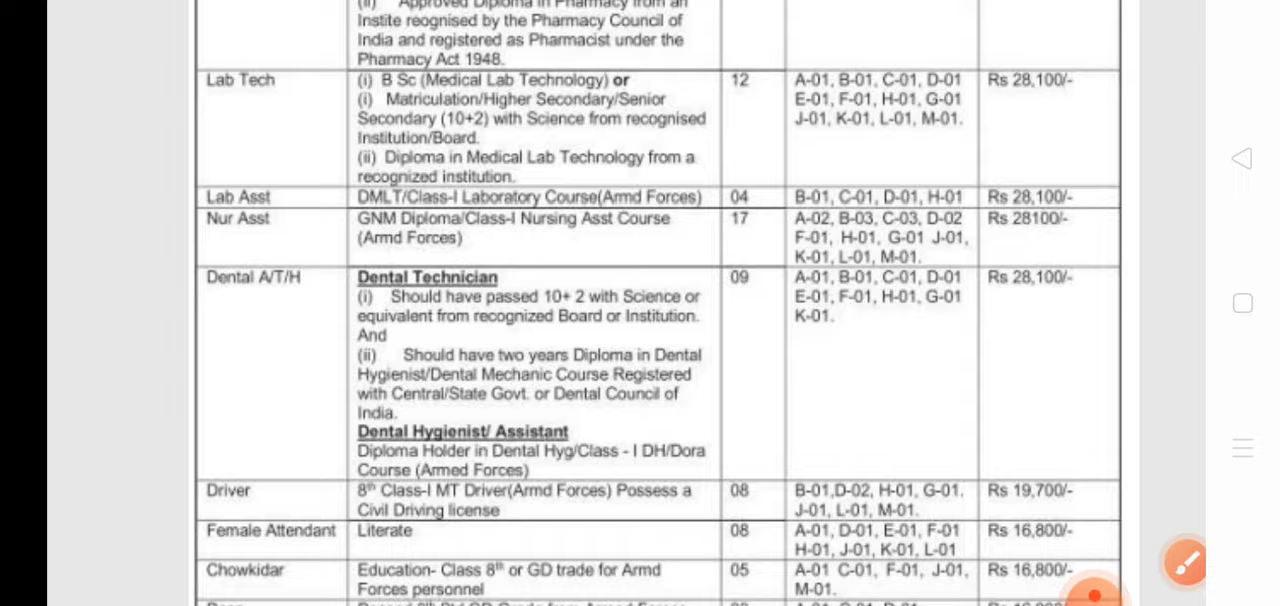 (ii) Approved Diploma in Pharmacy from an
Instite reognised by the Pharmacy Council of
India and registered as Pharmacist under the
Pharmacy Act 1948.
Lab Tech (i) B Sc (Medical Lab Technology) or 12 A-01, B-01, C-01, D-01 Rs 28,100/-
(i) Matriculation/Higher Secondary/Senior E-01, F-01, H-01, G-01
Secondary (10+2) with Science from recognised J-01, K-01, L-01, M-01.
Institution/Board.
(ii) Diploma in Medical Lab Technology from a
recognized institution.
Lab Asst DMLT/Class-I Laboratory Course(Armd Forces) 04 B-01, C-01, D-01, H-01 Rs 28,100/-
Nur Asst GNM Diploma/Class-I Nursing Asst Course 17 A-02, B-03, C-03, D-02 Rs 28100/-
(Armd Forces) F-01, H-01, G-01 J-01,
K-01, L-01, M-01.
Dental A/T/H Dental Technician 09 A-01, B-01, C-01, D-01 Rs 28,100/-
(i) Should have passed 10+ 2 with Science or E-01, F-01, H-01, G-01
equivalent from recognized Board or Institution. K-01.
And
(ii) Should have two years Diploma in Dental
Hygienist/Dental Mechanic Course Registered
with Central/State Govt. or Dental Council of
India.
Dental Hygienist/ Assistant
Diploma Holder in Dental Hyg/Class - I DH/Dora
Course (Armed Forces)
Driver 8th Class-I MT Driver(Armd Forces) Possess a 08 B-01,D-02, H-01, G-01, Rs 19,700/-
Civil Driving license J-01, L-01, M-01.
Female Attendant Literate 08 A-01, D-01, E-01, F-01 Rs 16,800/-
H-01, J-01, K-01, L-01
Chowkidar Education- Class 8th or GD trade for Armd 05 A-01 C-01, F-01, J-01, Rs 16,800/-
Forces personnel M-01.